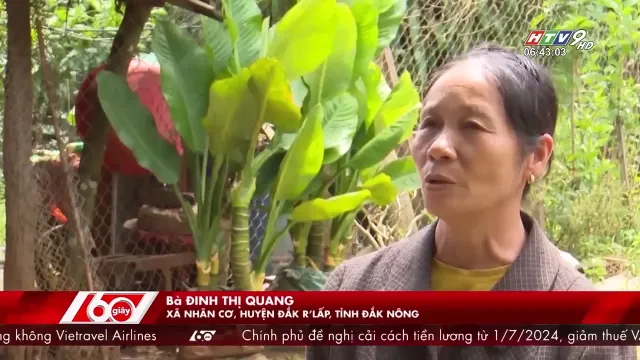 HTV9 HD
06:43:03
Bà ĐINH THỊ QUANG
XÃ NHÂN CƠ, HUYỆN ĐẮK R'LẤP, TỈNH ĐẮK NÔNG
60 giây
g không Vietravel Airlines 60 Chính phủ đề nghị cải cách tiền lương từ 1/7/2024, giảm thuế V